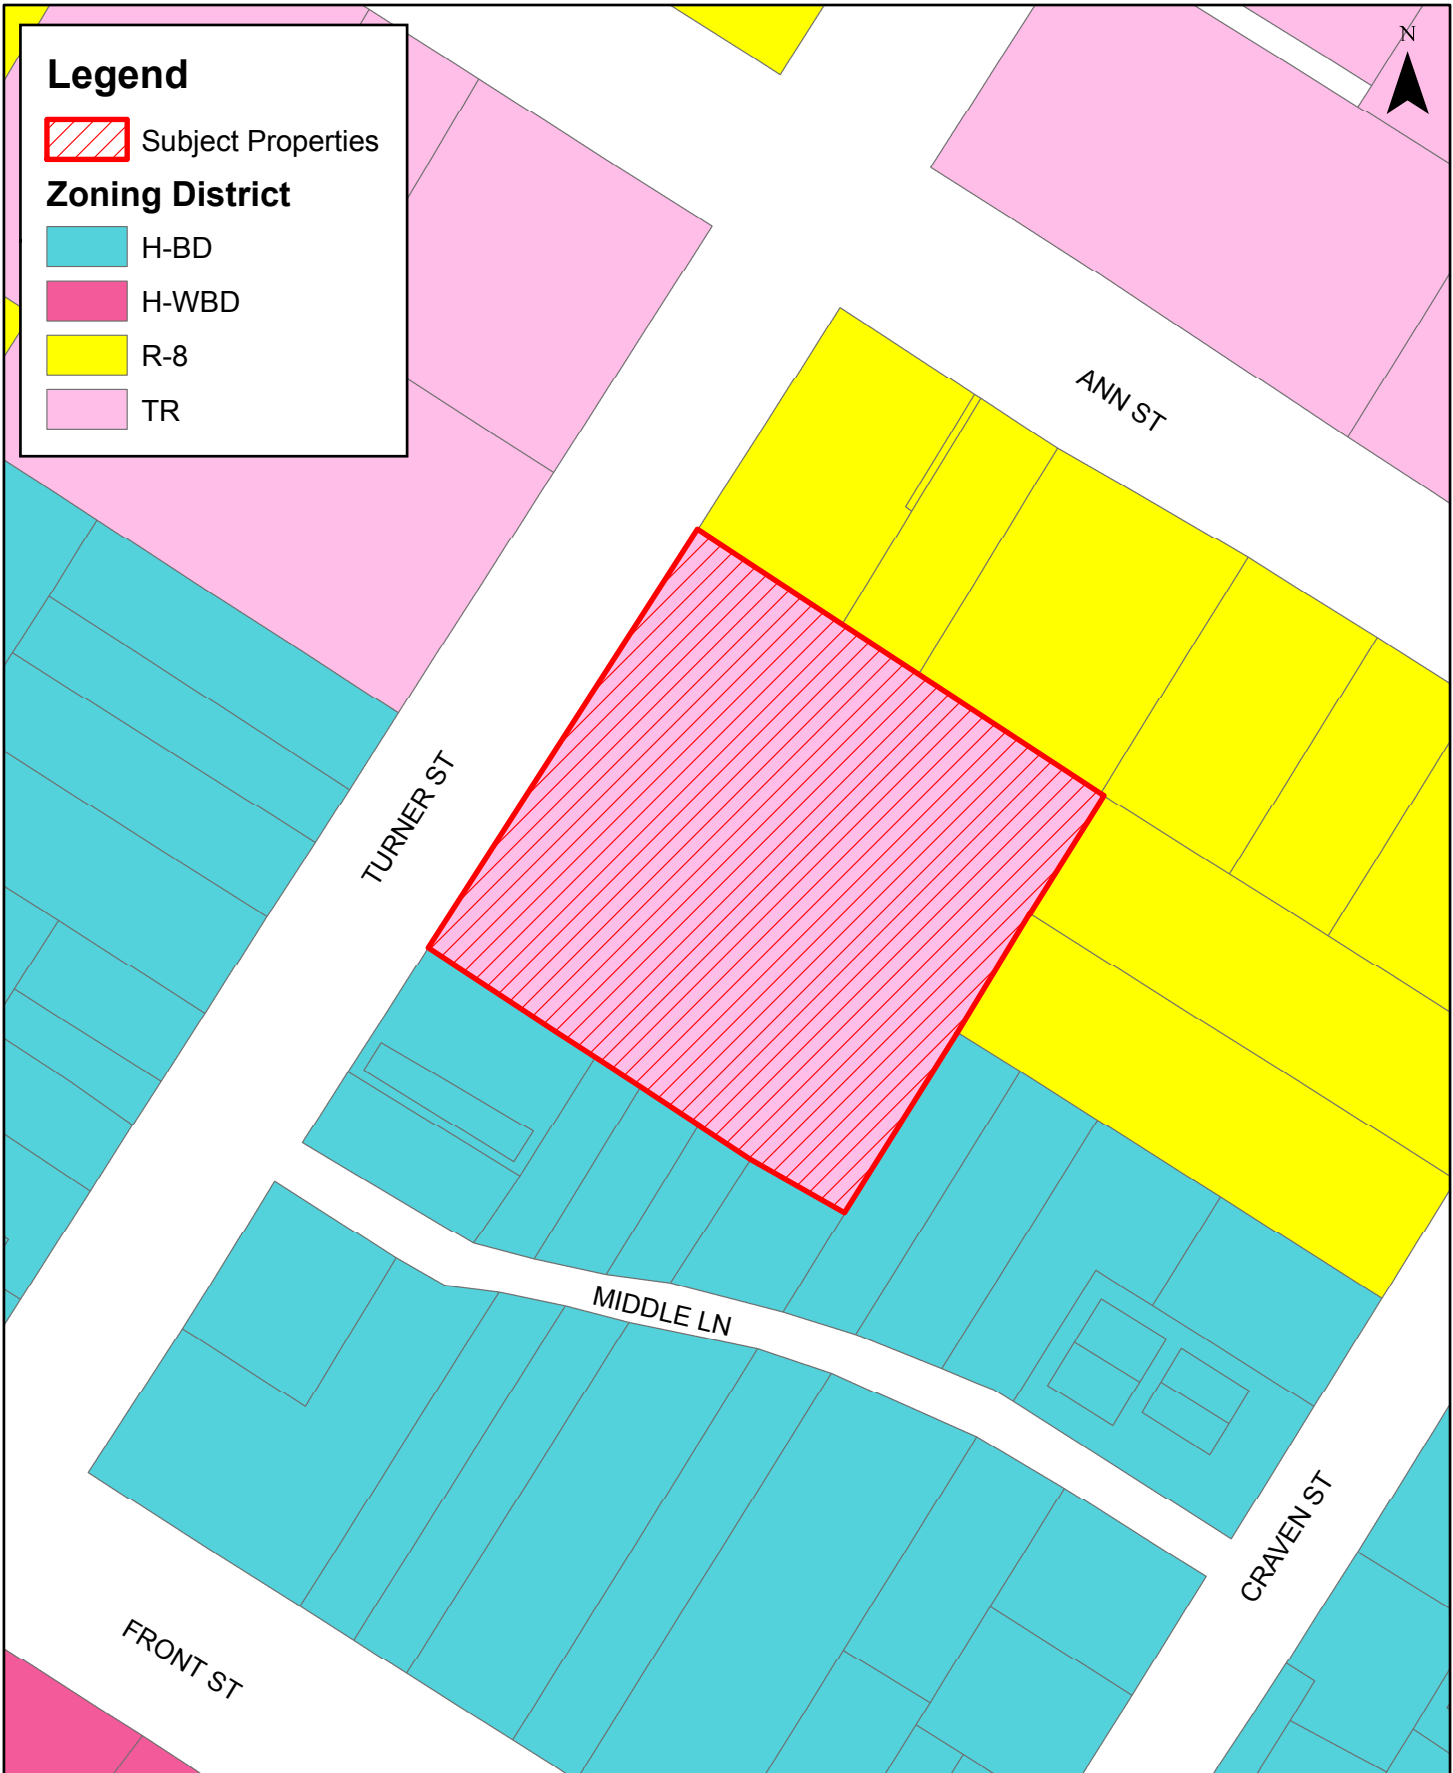 Legend
Subject Properties
Zoning District
H-BD
H-WBD
R-8
TR
N
ANN ST
TURNER ST
MIDDLE LN
CRAVEN ST
FRONT ST